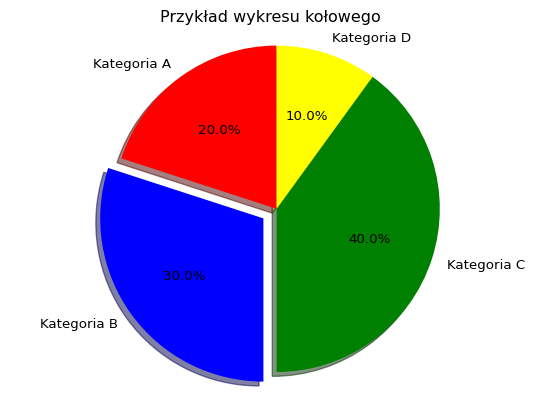 Przykład wykresu kołowego
Kategoria D
Kategoria A
10.0%
20.0%
40.0%
Kategoria C
30.0%
Kategoria B